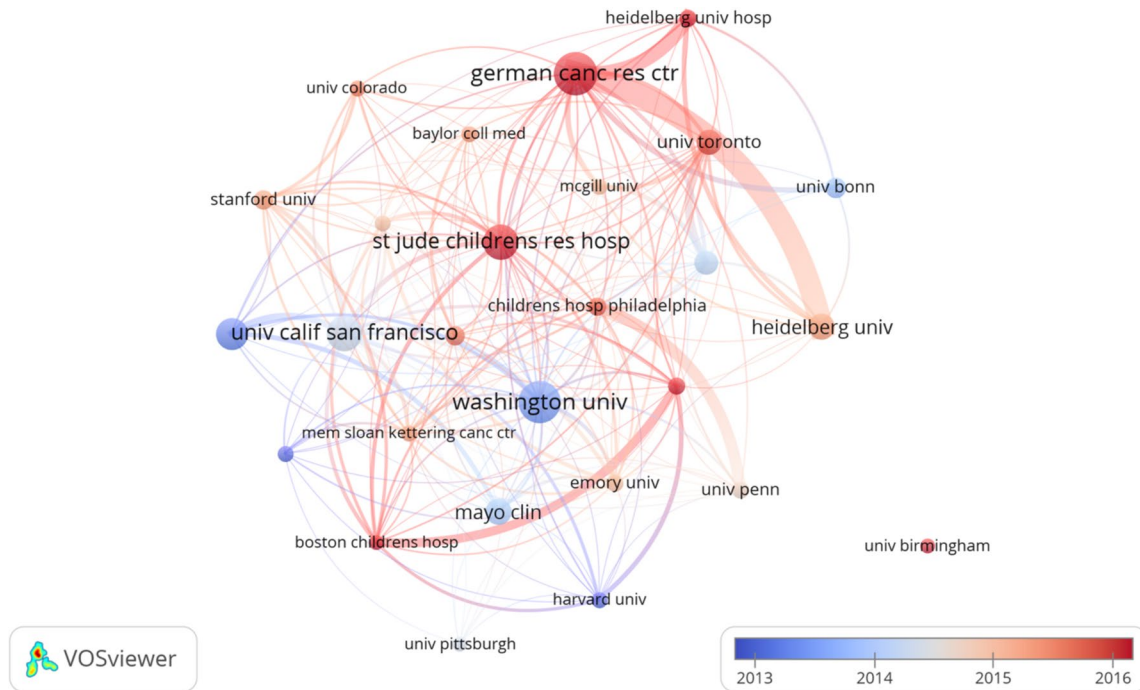 heidelberg univ hosp
german canc res ctr
univ colorado
baylor coll med
univ toronto
mcgill univ
univ bonn
stanford univ
st jude childrens res hosp
childrens hosp philadelphia
heidelberg univ
univ calif san francisco
washington univ
mem sloan kettering canc ctr
emory univ
univ penn
mayo clin
boston childrens hosp
univ birmingham
harvard univ
univ pittsburgh
VOSviewer
2013 2014 2015 2016